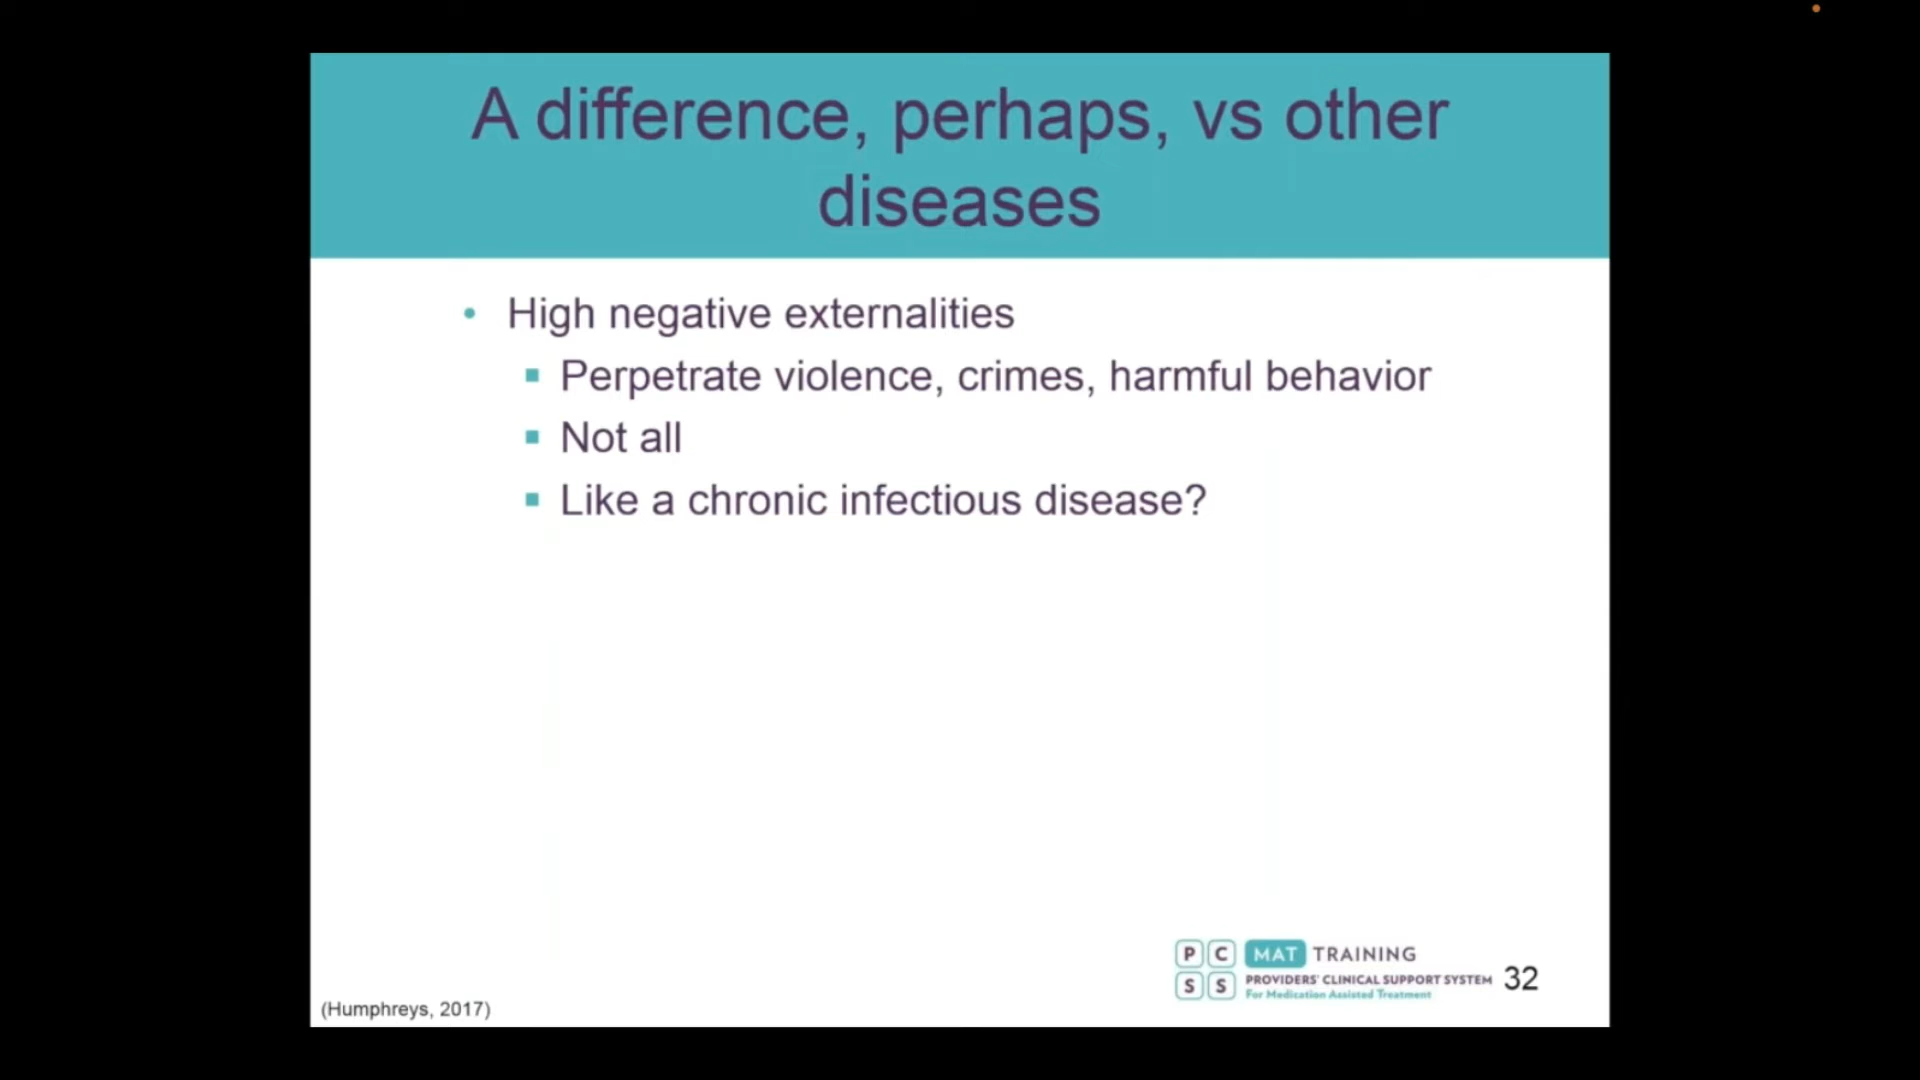 A difference, perhaps, vs other
diseases
• High negative externalities
▪ Perpetrate violence, crimes, harmful behavior
▪ Not all
▪ Like a chronic infectious disease?
P C MAT TRAINING
S S PROVIDERS' CLINICAL SUPPORT SYSTEM
For Medication Assisted Treatment
32
(Humphreys, 2017)